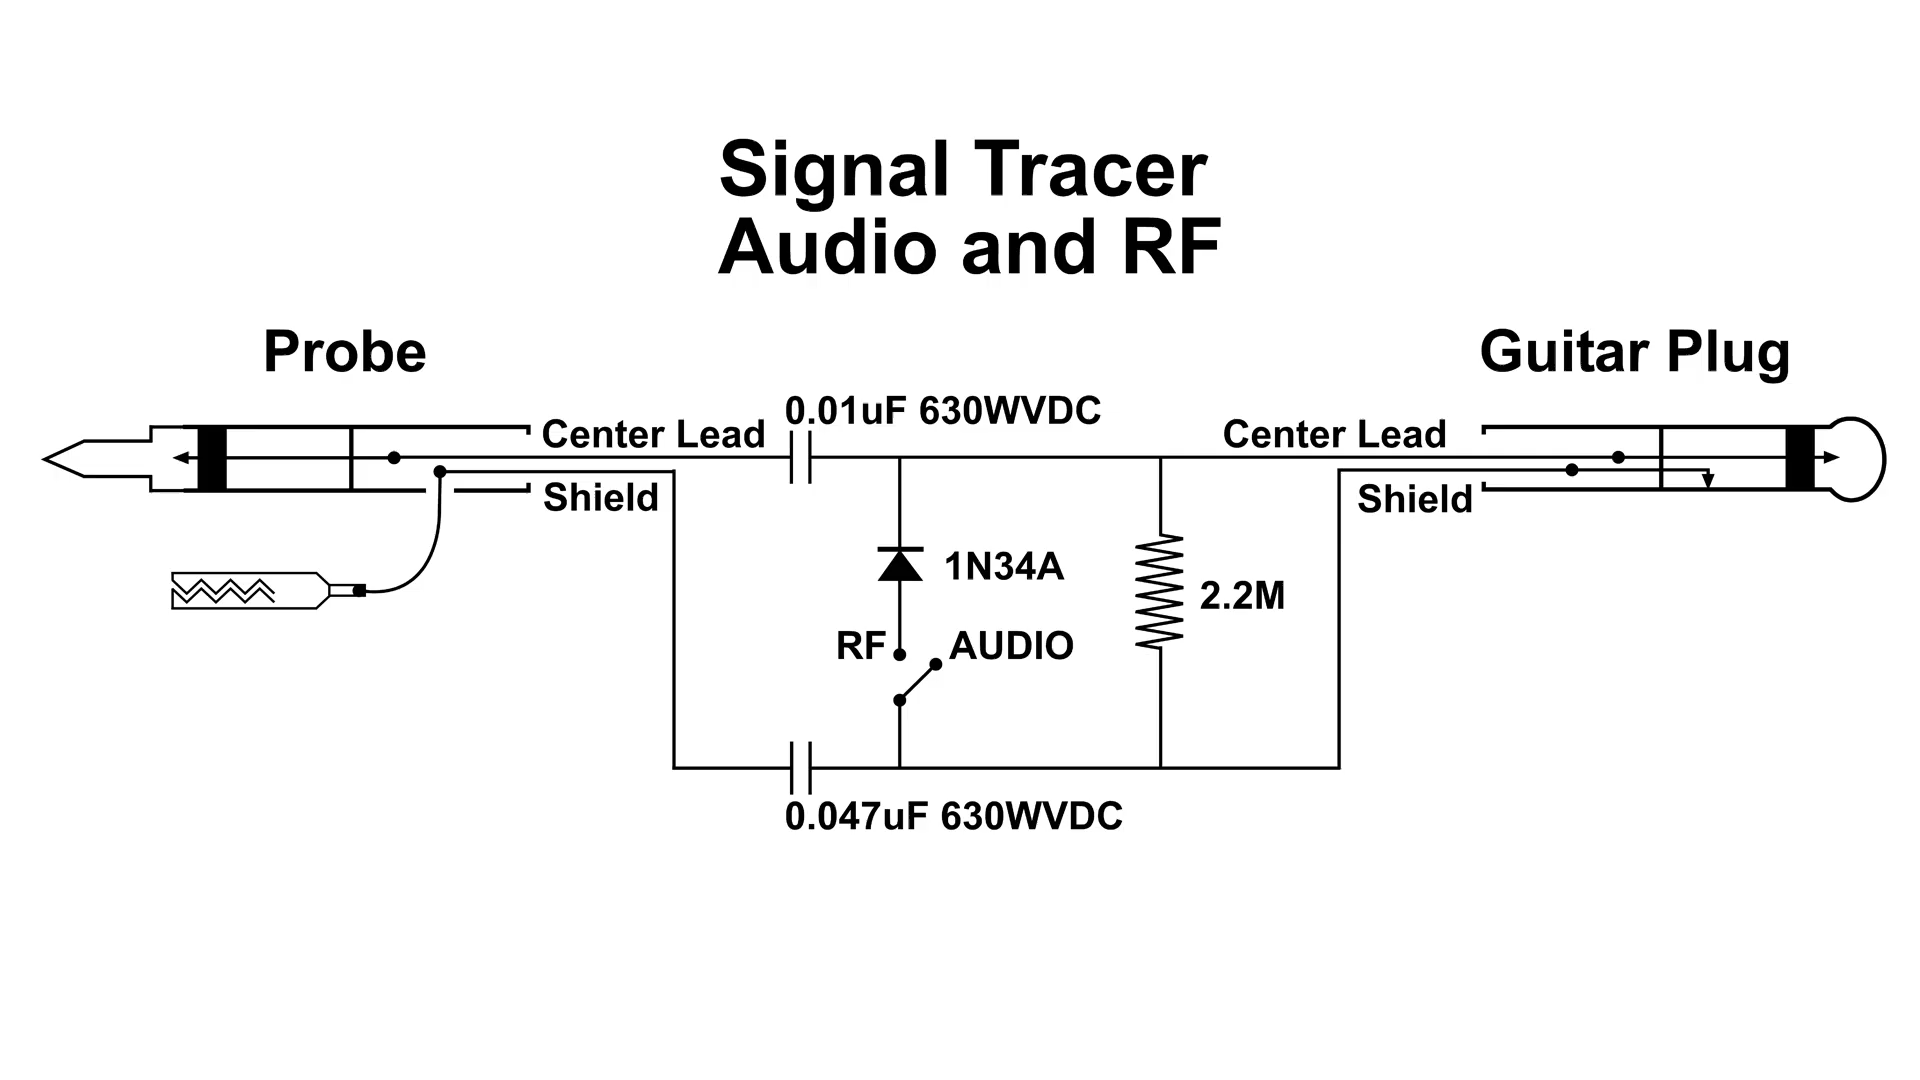 Signal Tracer
Audio and RF
Probe
Guitar Plug
0.01uF 630WVDC
Center Lead
Center Lead
Shield
Shield
1N34A
2.2M
RF
AUDIO
0.047uF 630WVDC